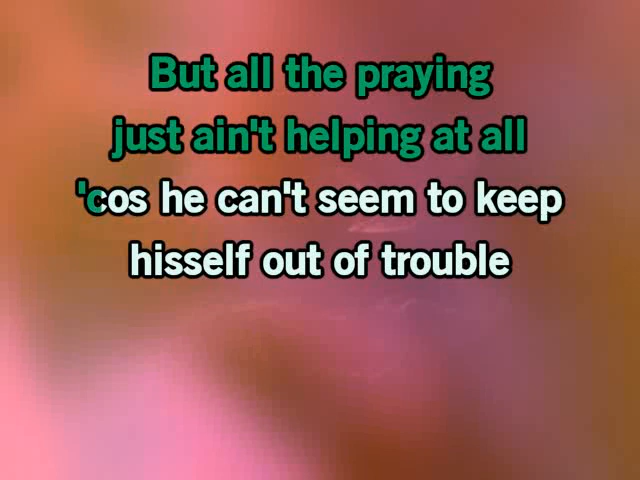 But all the praying
just ain't helping at all
'cos he can't seem to keep
hisself out of trouble